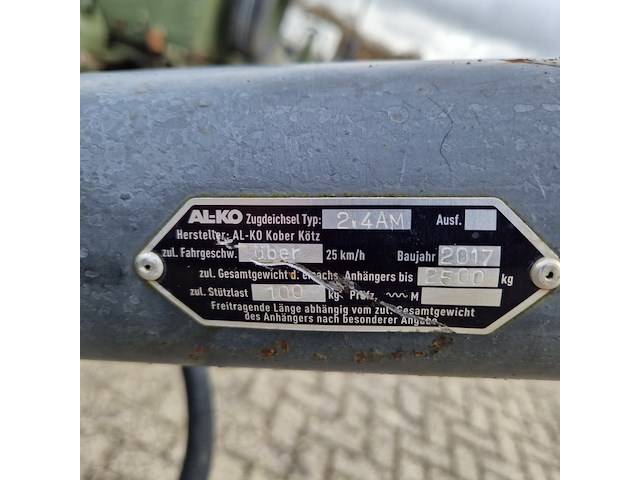 AL-KO Zugdeichsel Typ: 2.4AM Ausf.
Hersteller: AL-KO Kober Kötz
zul. Fahrgeschw. über 25 km/h Baujahr 2017
zul. Gesamtgewicht d. einachs. Anhängers bis 2500 kg
zul. Stützlast 100 kg Prüfz. M
Freitragende Länge abhängig vom zul. Gesamtgewicht
des Anhängers nach besonderer Angabe